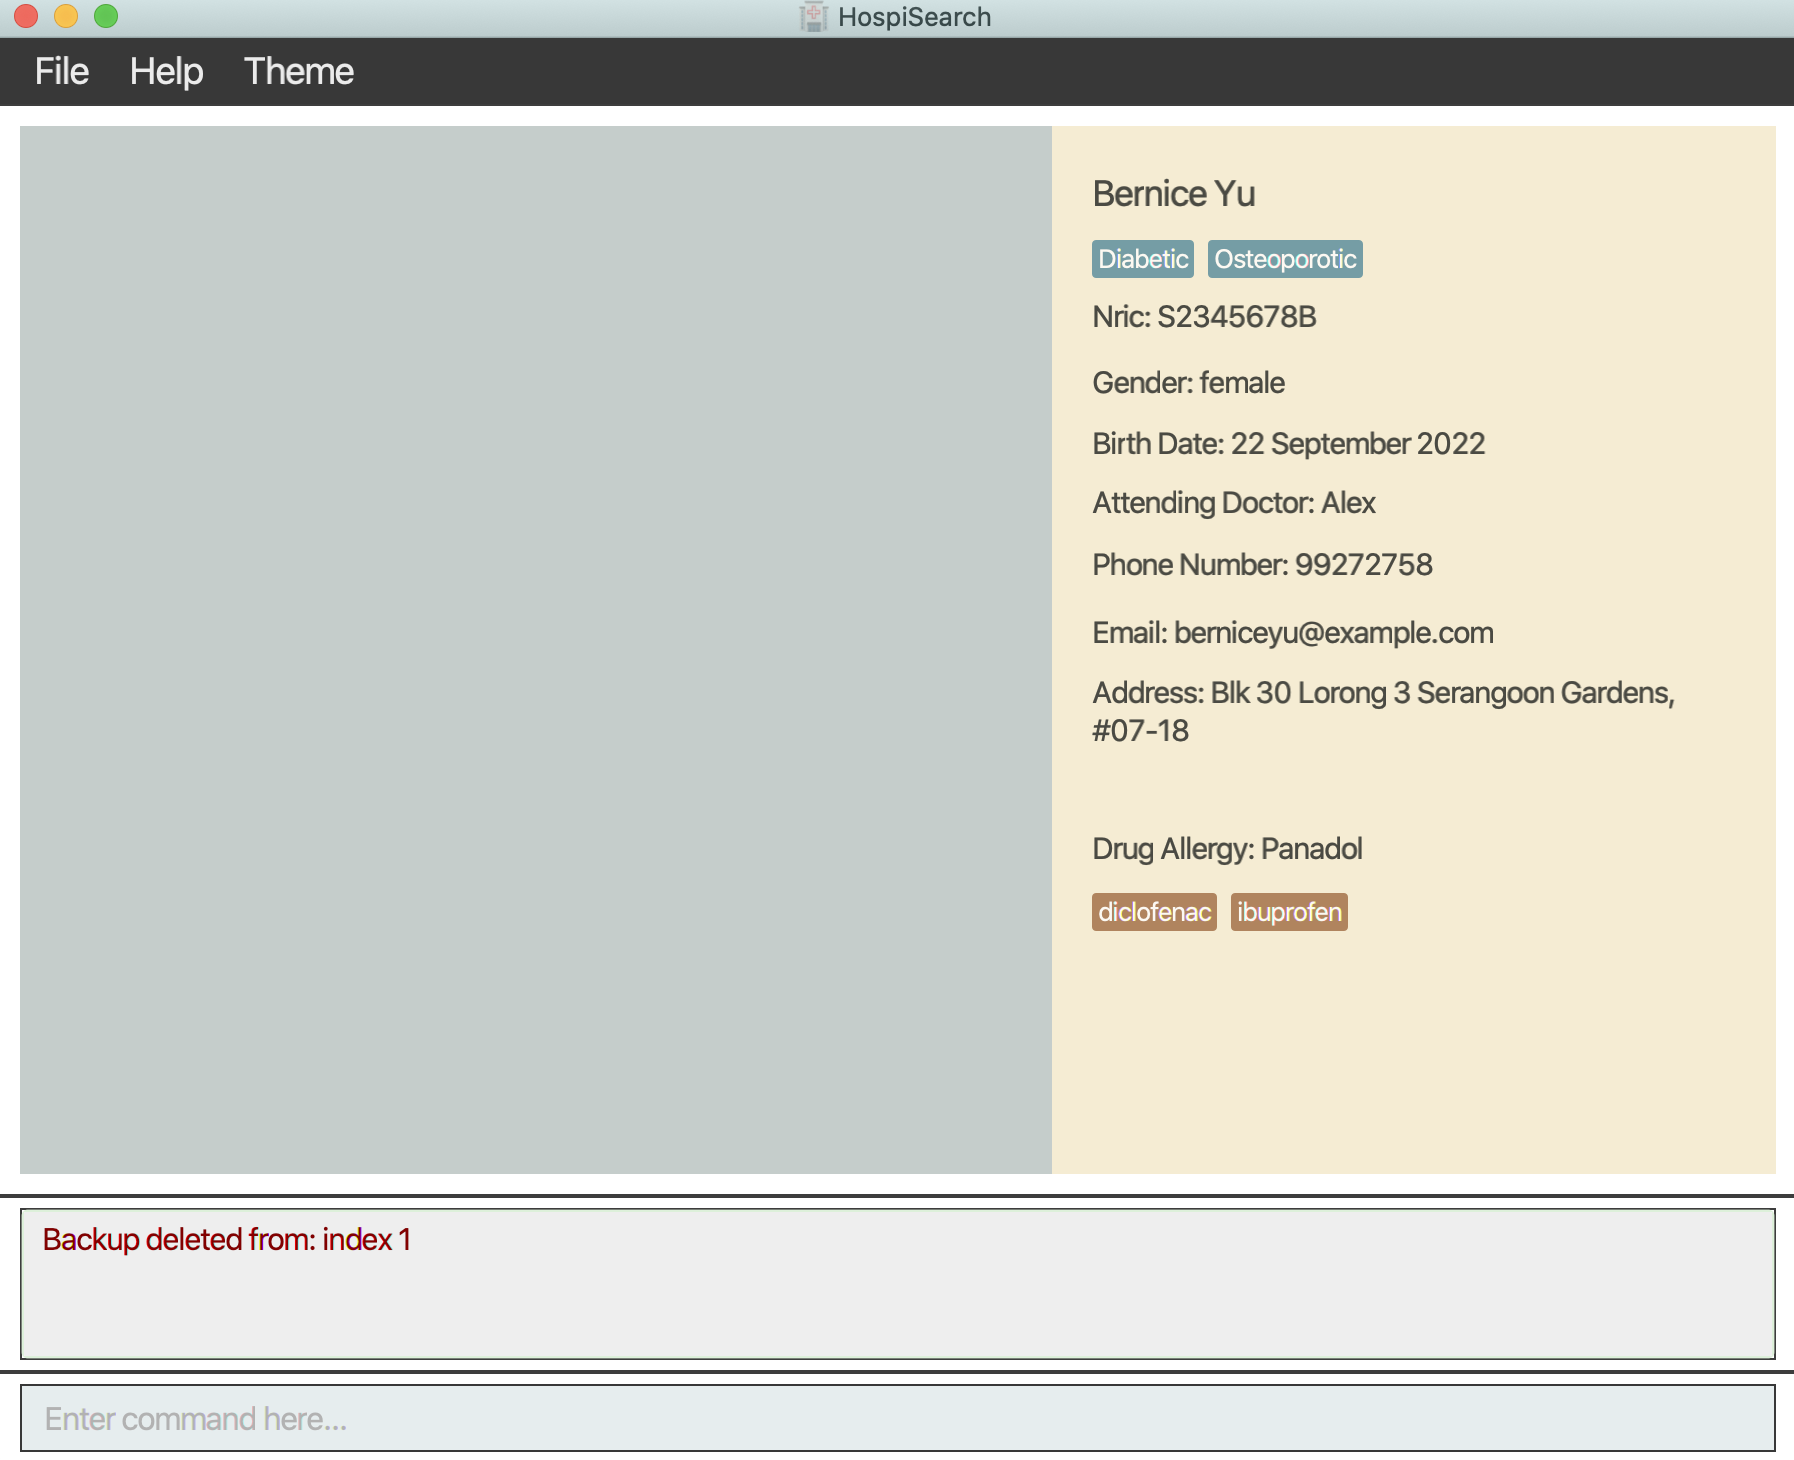 HospiSearch
File Help Theme
Bernice Yu
Diabetic Osteoporotic
Nric: S2345678B
Gender: female
Birth Date: 22 September 2022
Attending Doctor: Alex
Phone Number: 99272758
Email: berniceyu@example.com
Address: Blk 30 Lorong 3 Serangoon Gardens,
#07-18
Drug Allergy: Panadol
diclofenac ibuprofen
Backup deleted from: index 1
Enter command here...